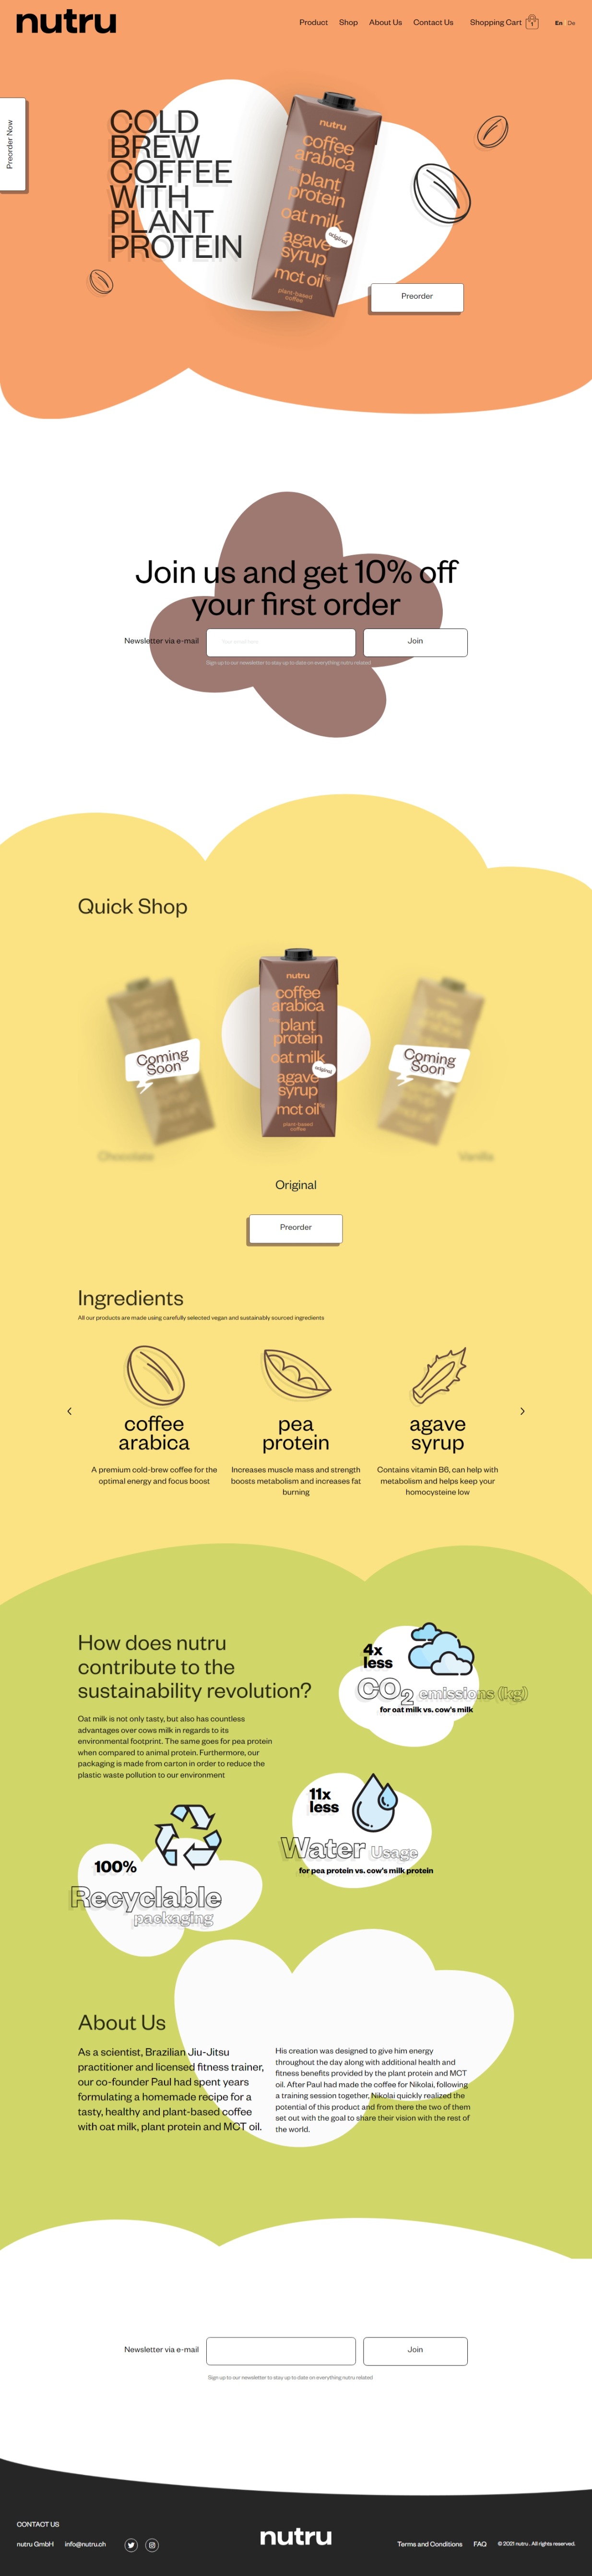 nutru
Product Shop About Us Contact Us Shopping Cart 1 En De
Preorder Now
COLD
BREW
COFFEE
WITH
PLANT
PROTEIN
nutru
coffee
arabica
plant
protein
oat milk
original
agave
syrup
mct oil
plant-based
coffee
Preorder
Join us and get 10% off
your first order
Newsletter via e-mail
Your email here
Join
Sign up to our newsletter to stay up to date on everything nutru related
Quick Shop
nutru
coffee
arabica
plant
protein
oat milk
original
agave
syrup
mct oil
plant-based
coffee
Coming
Soon
Coming
Soon
Chocolate
Vanilla
Original
Preorder
Ingredients
All our products are made using carefully selected vegan and sustainably sourced ingredients
coffee
arabica
A premium cold-brew coffee for the
optimal energy and focus boost
pea
protein
Increases muscle mass and strength
boosts metabolism and increases fat
burning
agave
syrup
Contains vitamin B6, can help with
metabolism and helps keep your
homocysteine low
How does nutru
contribute to the
sustainability revolution?
Oat milk is not only tasty, but also has countless
advantages over cows milk in regards to its
environmental footprint. The same goes for pea protein
when compared to animal protein. Furthermore, our
packaging is made from carton in order to reduce the
plastic waste pollution to our environment
4x
less
CO2 emissions (kg)
for oat milk vs. cow's milk
11x
less
Water Usage
for pea protein vs. cow's milk protein
100%
Recyclable
packaging
About Us
As a scientist, Brazilian Jiu-Jitsu
practitioner and licensed fitness trainer,
our co-founder Paul had spent years
formulating a homemade recipe for a
tasty, healthy and plant-based coffee
with oat milk, plant protein and MCT oil.
His creation was designed to give him energy
throughout the day along with additional health and
fitness benefits provided by the plant protein and MCT
oil. After Paul had made the coffee for Nikolai, following
a training session together, Nikolai quickly realized the
potential of this product and from there the two of them
set out with the goal to share their vision with the rest of
the world.
Newsletter via e-mail
Join
Sign up to our newsletter to stay up to date on everything nutru related
CONTACT US
nutru GmbH info@nutru.ch
nutru
Terms and Conditions FAQ © 2021 nutru . All rights reserved.